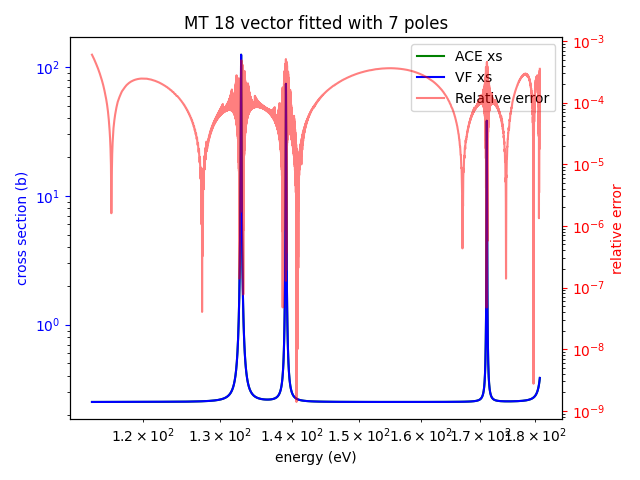 MT 18 vector fitted with 7 poles
ACE xs
VF xs
Relative error
cross section (b)
10²
10¹
10⁰
relative error
10⁻³
10⁻⁴
10⁻⁵
10⁻⁶
10⁻⁷
10⁻⁸
10⁻⁹
1.2 × 10² 1.3 × 10² 1.4 × 10² 1.5 × 10² 1.6 × 10² 1.7 × 10² 1.8 × 10²
energy (eV)